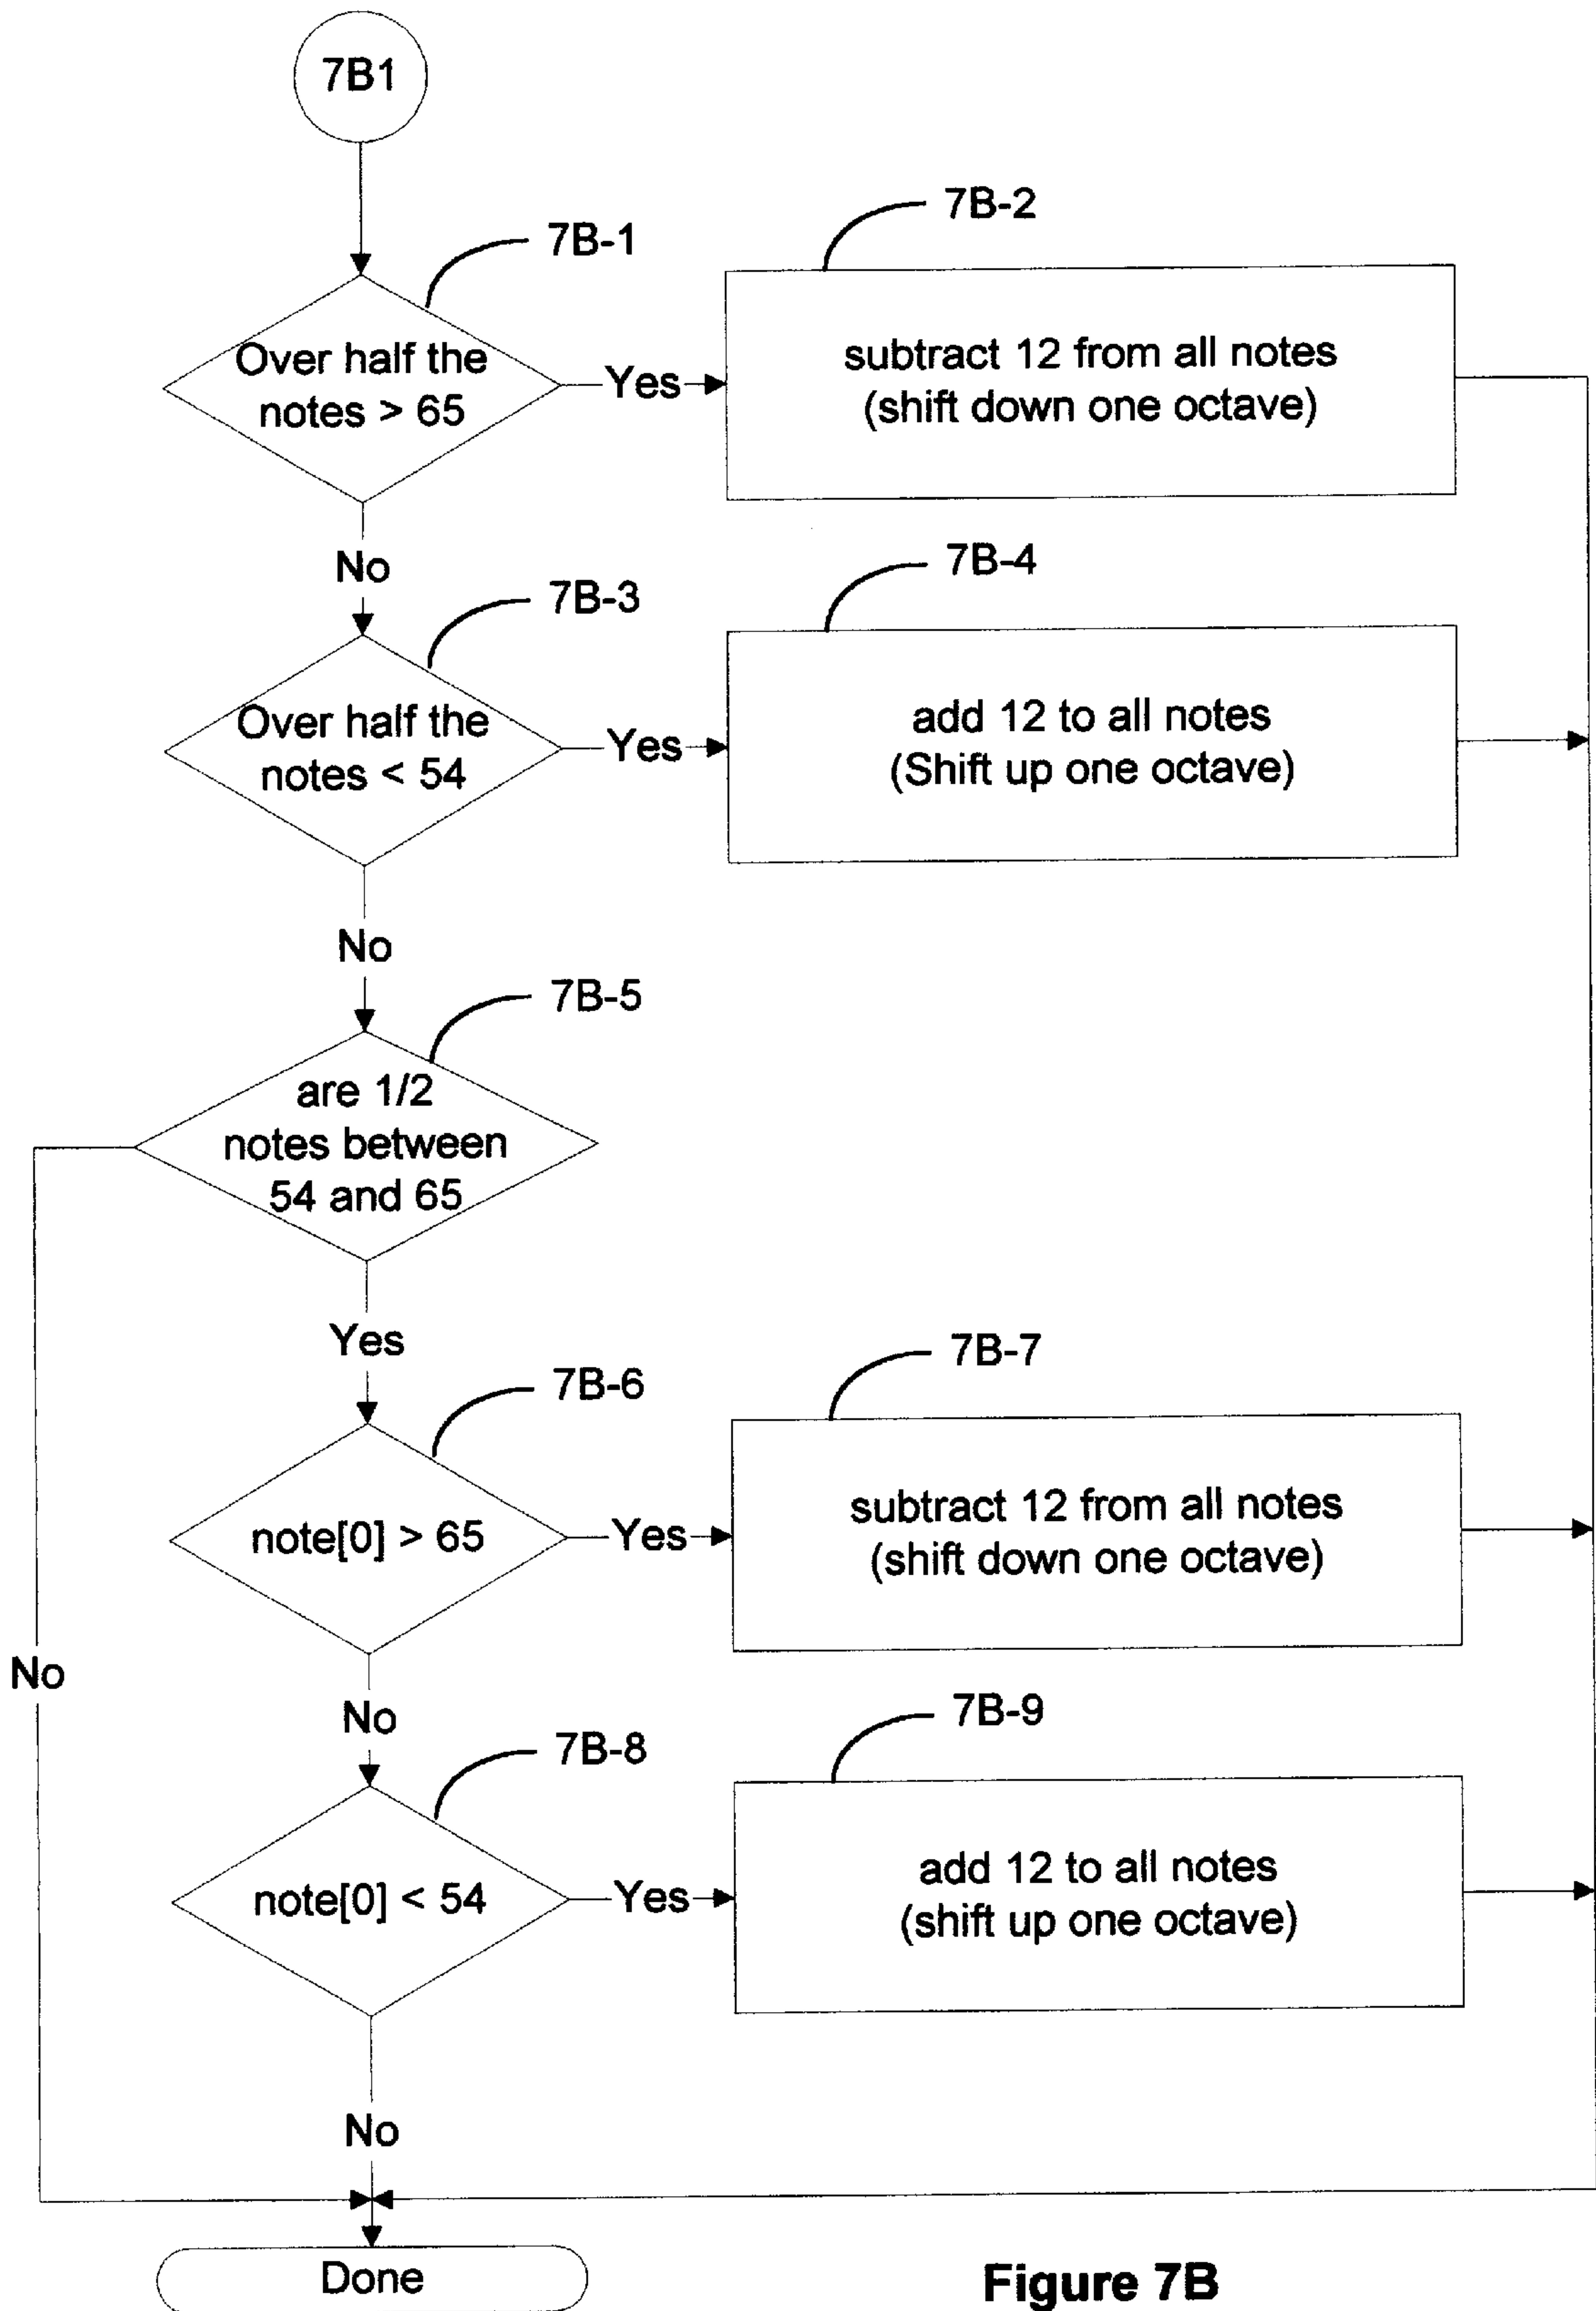 7B1
7B-1
7B-2
Over half the
notes > 65
Yes
subtract 12 from all notes
(shift down one octave)
No
7B-3
7B-4
Over half the
notes < 54
Yes
add 12 to all notes
(Shift up one octave)
No
7B-5
are 1/2
notes between
54 and 65
Yes
7B-6
7B-7
note[0] > 65
Yes
subtract 12 from all notes
(shift down one octave)
No
No
7B-8
7B-9
note[0] < 54
Yes
add 12 to all notes
(shift up one octave)
No
Done
Figure 7B